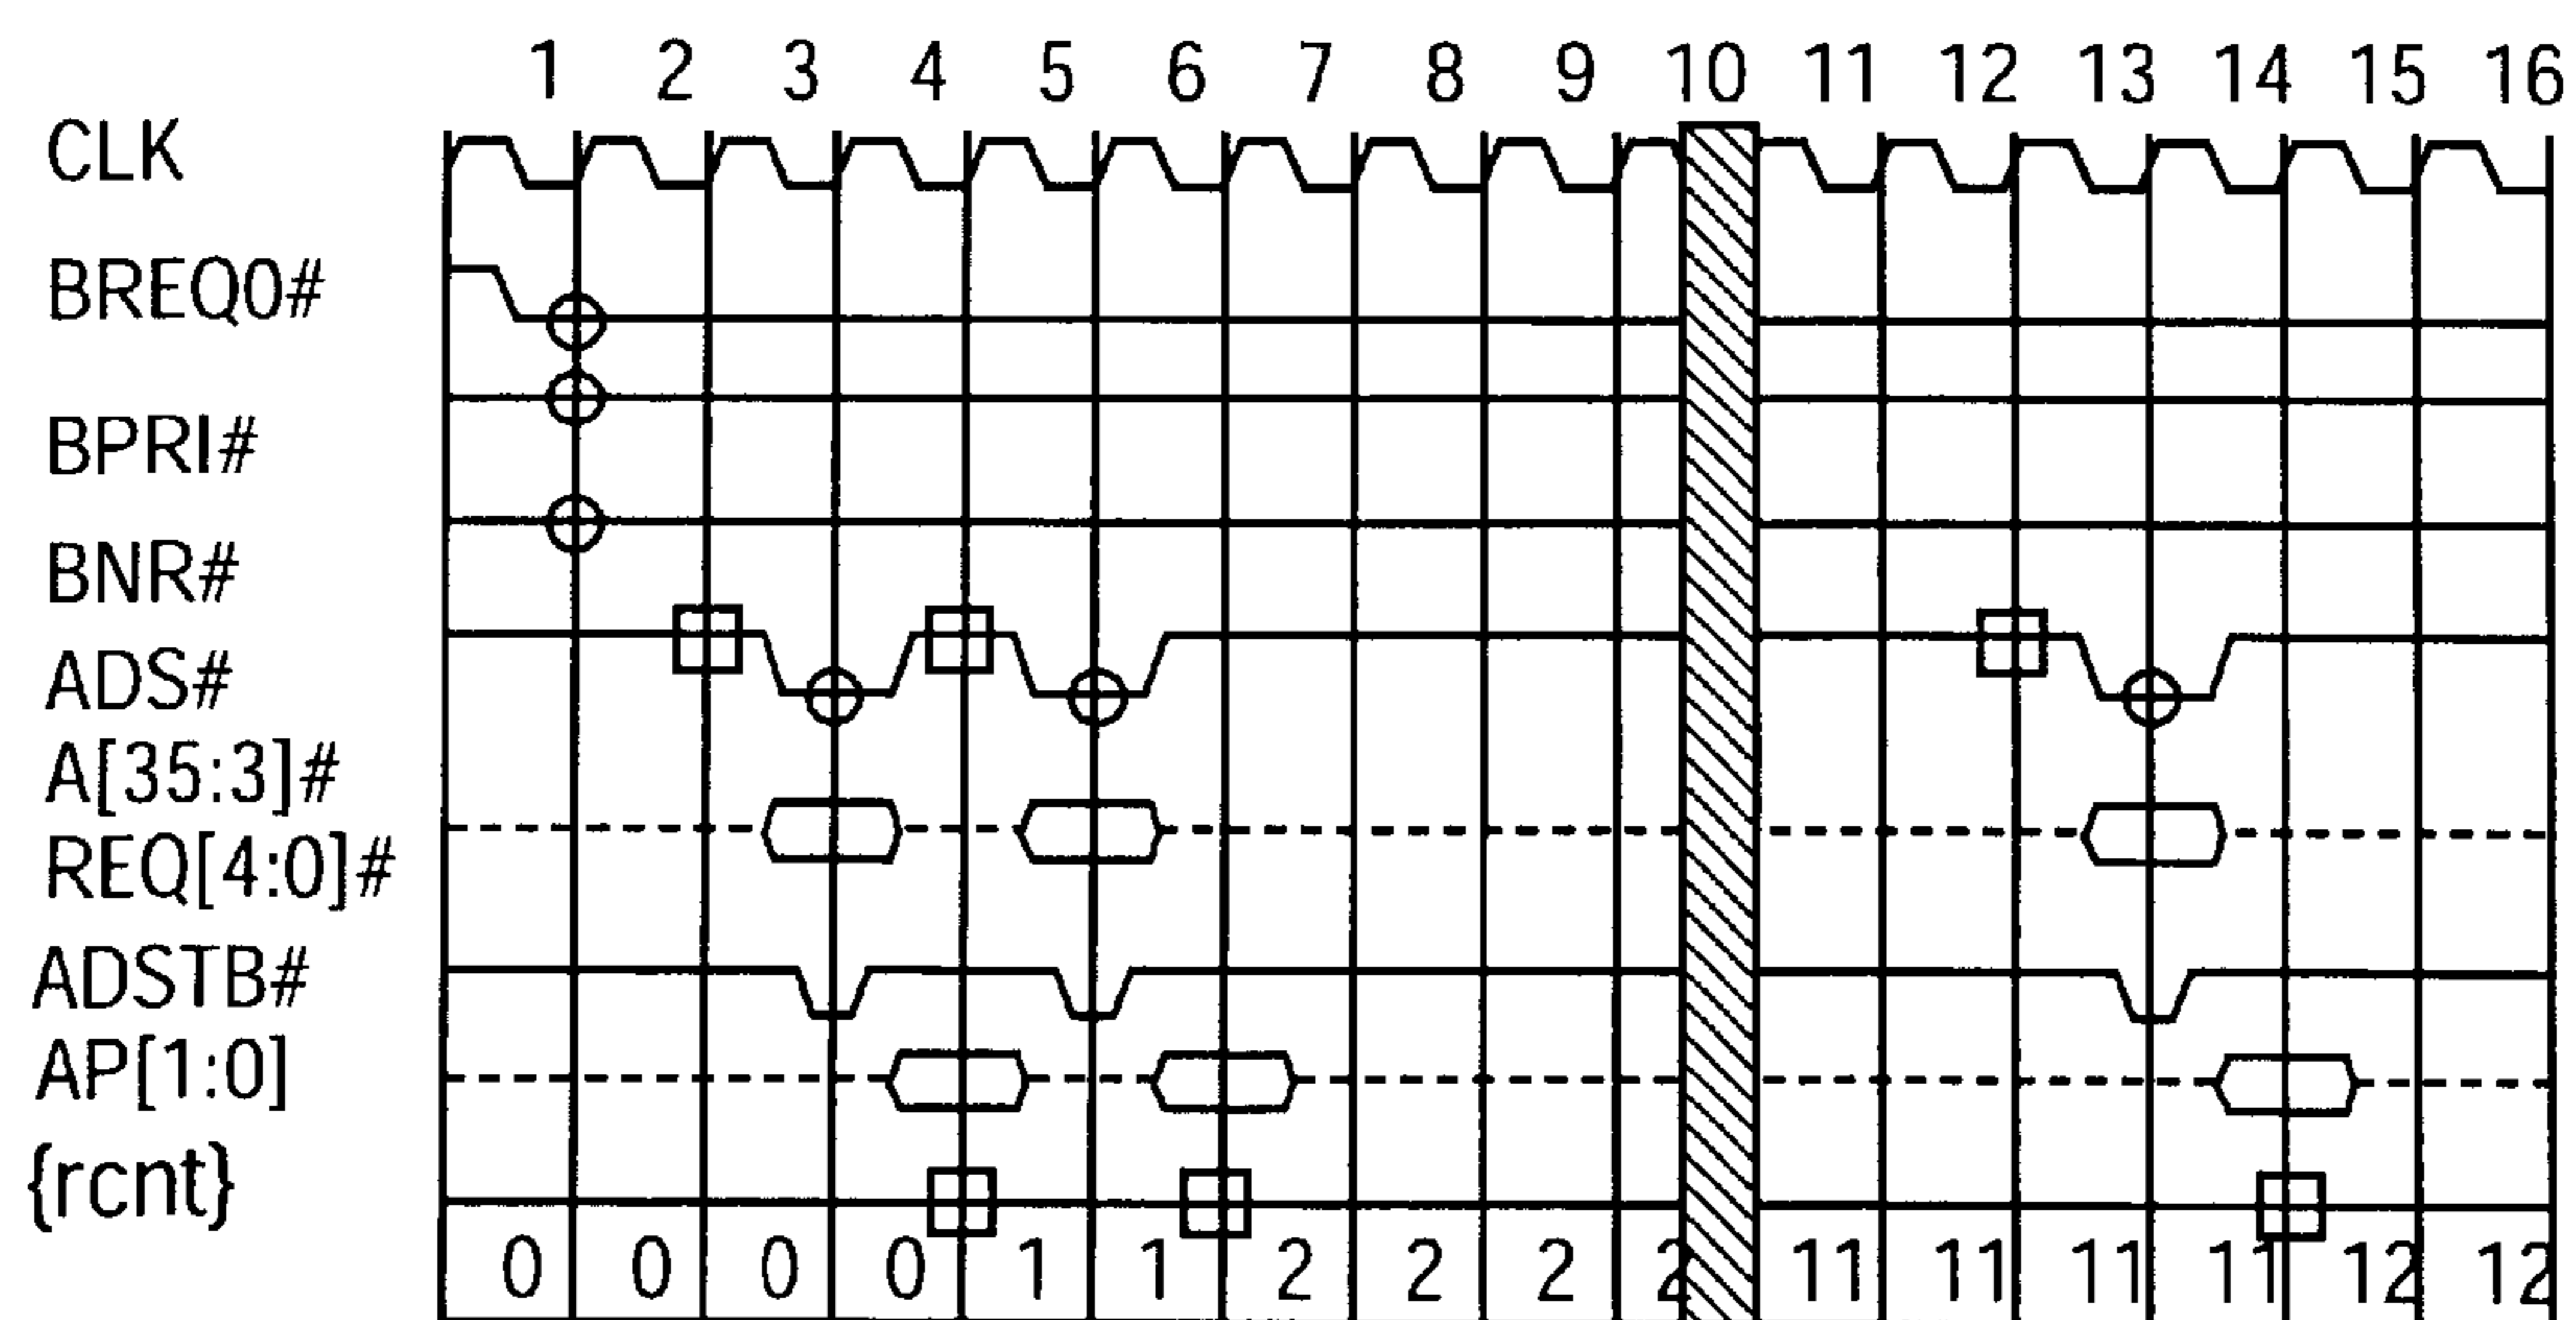 1 2 3 4 5 6 7 8 9 10 11 12 13 14 15 16
CLK
BREQ0#
BPRI#
BNR#
ADS#
A[35:3]#
REQ[4:0]#
ADSTB#
AP[1:0]
{rcnt}
0 0 0 0 1 1 2 2 2 2 11 11 11 11 12 12